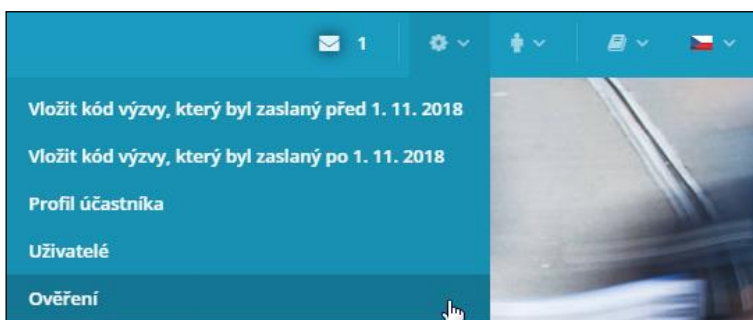 1
Vložit kód výzvy, který byl zaslaný před 1. 11. 2018
Vložit kód výzvy, který byl zaslaný po 1. 11. 2018
Profil účastníka
Uživatelé
Ověření